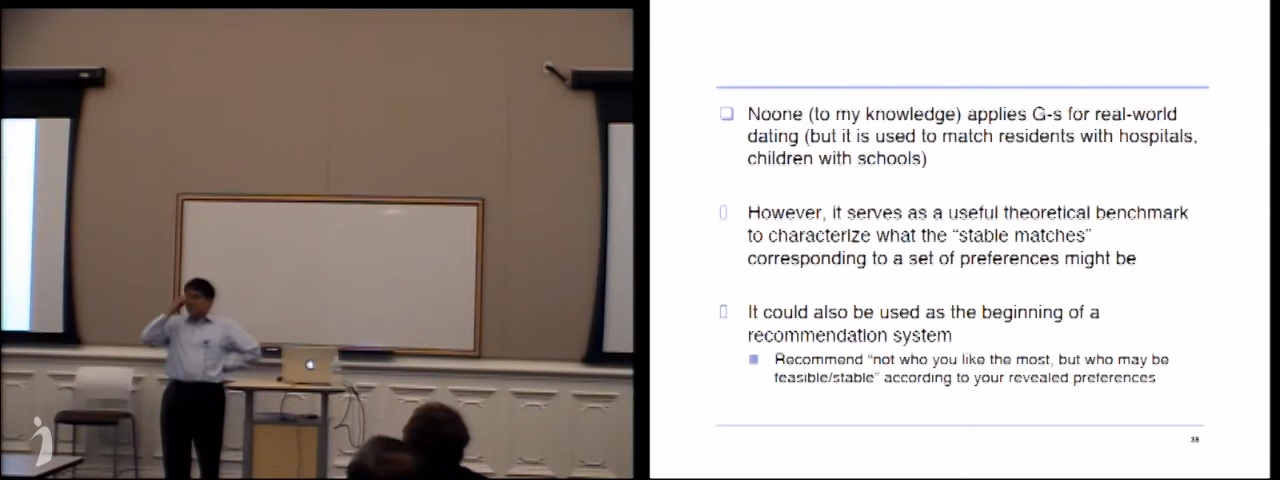 Noone (to my knowledge) applies G-s for real-world
dating (but it is used to match residents with hospitals,
children with schools)
However, it serves as a useful theoretical benchmark
to characterize what the “stable matches”
corresponding to a set of preferences might be
It could also be used as the beginning of a
recommendation system
Recommend “not who you like the most, but who may be
feasible/stable” according to your revealed preferences
33